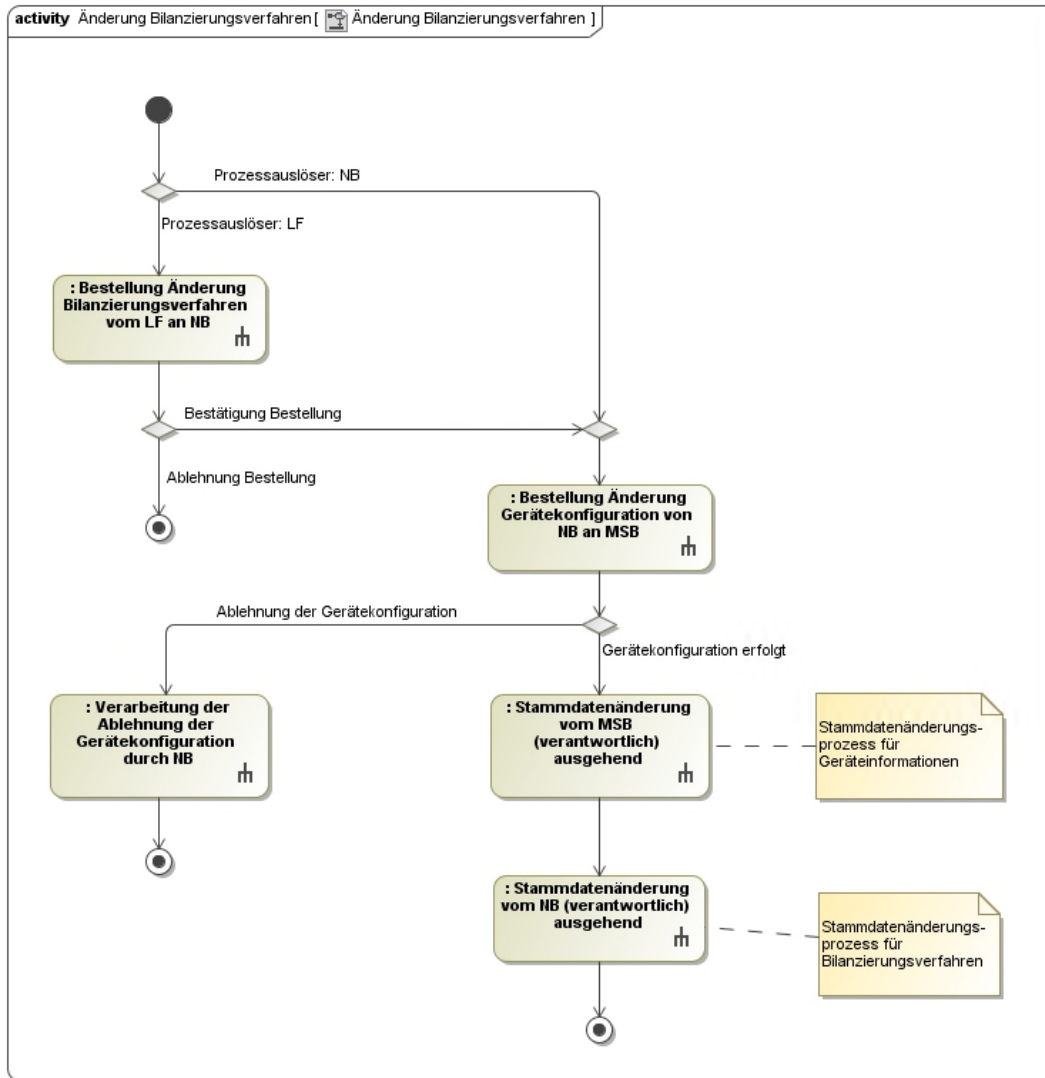 activity Änderung Bilanzierungsverfahren [ Änderung Bilanzierungsverfahren ]
Prozessauslöser: NB
Prozessauslöser: LF
: Bestellung Änderung
Bilanzierungsverfahren
vom LF an NB
Bestätigung Bestellung
Ablehnung Bestellung
: Bestellung Änderung
Gerätekonfiguration von
NB an MSB
Ablehnung der Gerätekonfiguration
Gerätekonfiguration erfolgt
: Verarbeitung der
Ablehnung der
Gerätekonfiguration
durch NB
: Stammdatenänderung
vom MSB
(verantwortlich)
ausgehend
Stammdatenänderungs-
prozess für
Geräteinformationen
: Stammdatenänderung
vom NB (verantwortlich)
ausgehend
Stammdatenänderungs-
prozess für
Bilanzierungsverfahren